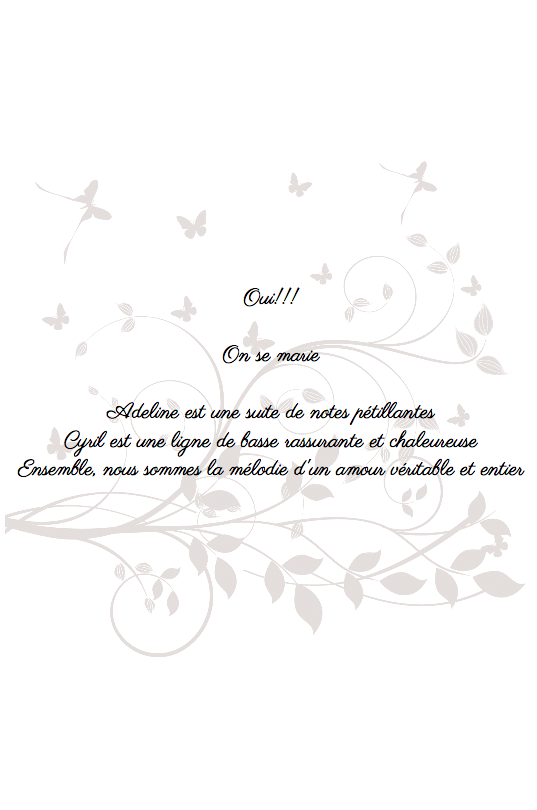 Oui!!!
On se marie
Adeline est une suite de notes pétillantes
Cyril est une ligne de basse rassurante et chaleureuse
Ensemble, nous sommes la mélodie d'un amour véritable et entier